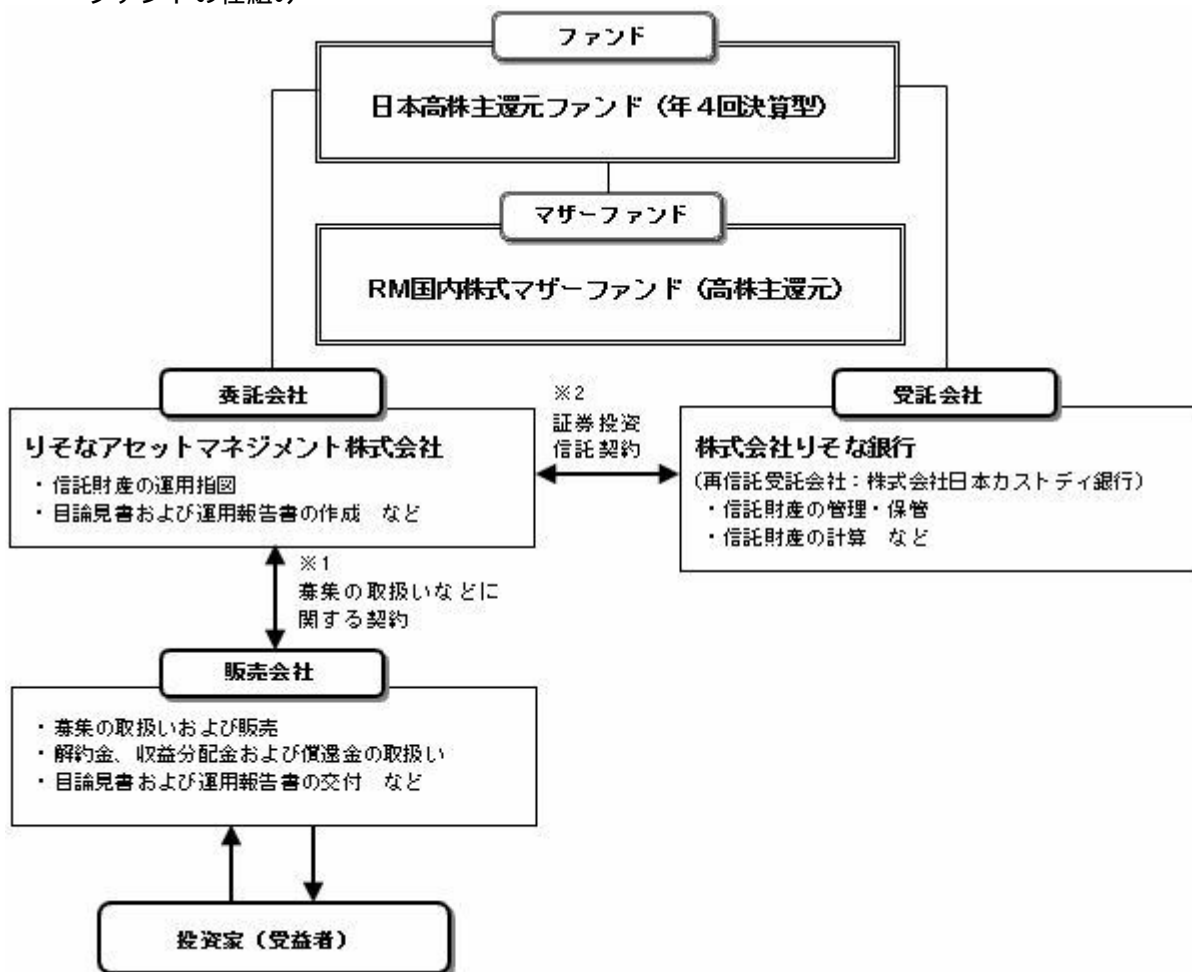 ファンドの仕組み
ファンド
日本高株主還元ファンド（年４回決算型）
マザーファンド
RM国内株式マザーファンド（高株主還元）
委託会社
りそなアセットマネジメント株式会社
・信託財産の運用指図
・目論見書および運用報告書の作成　など
※２
証券投資
信託契約
受託会社
株式会社りそな銀行
（再信託受託会社：株式会社日本カストディ銀行）
・信託財産の管理・保管
・信託財産の計算　など
※１
募集の取扱いなどに
関する契約
販売会社
・募集の取扱いおよび販売
・解約金、収益分配金および償還金の取扱い
・目論見書および運用報告書の交付　など
投資家（受益者）